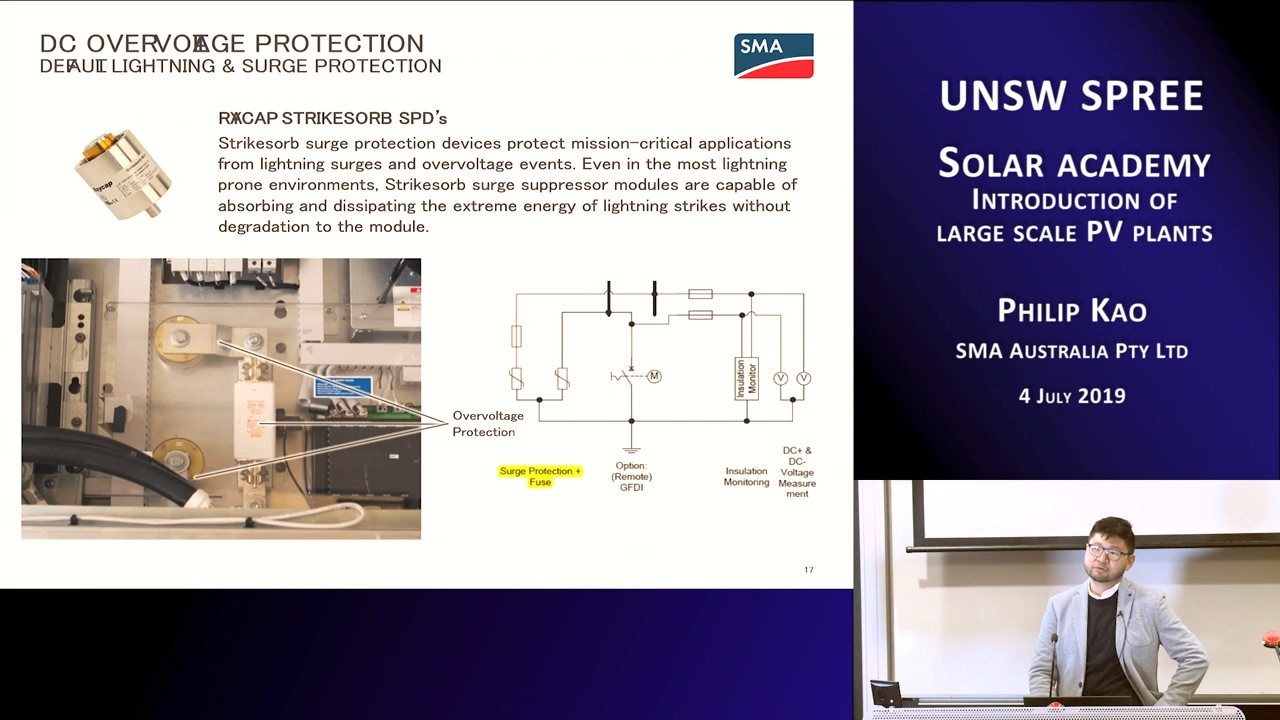 DC OVERVOLTAGE PROTECTION
DEFAULT LIGHTNING & SURGE PROTECTION
SMA
RAYCAP STRIKESORB SPD's
Strikesorb surge protection devices protect mission-critical applications
from lightning surges and overvoltage events. Even in the most lightning
prone environments, Strikesorb surge suppressor modules are capable of
absorbing and dissipating the extreme energy of lightning strikes without
degradation to the module.
Raycap
Overvoltage
Protection
M
Insulation
Monitor
V
V
Surge Protection +
Fuse
Option:
(Remote)
GFDI
Insulation
Monitoring
DC+ &
DC-
Voltage
Measure
ment
17
UNSW SPREE
SOLAR ACADEMY
INTRODUCTION OF
LARGE SCALE PV PLANTS
PHILIP KAO
SMA AUSTRALIA PTY LTD
4 JULY 2019